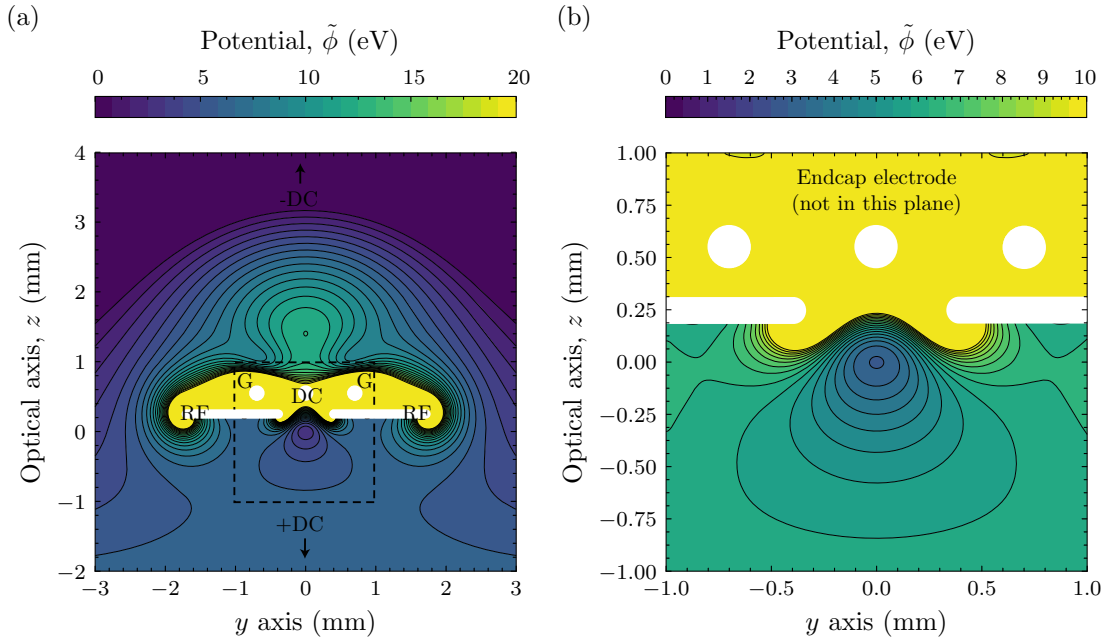 (a)
Potential, ϕ̃ (eV)
0 5 10 15 20
4
3
2
1
0
−1
−2
−3 −2 −1 0 1 2 3
Optical axis, z (mm)
y axis (mm)
-DC
G G
DC
RF RF
+DC
(b)
Potential, ϕ̃ (eV)
0 1 2 3 4 5 6 7 8 9 10
1.00
0.75
0.50
0.25
0.00
−0.25
−0.50
−0.75
−1.00
−1.0 −0.5 0.0 0.5 1.0
Optical axis, z (mm)
y axis (mm)
Endcap electrode
(not in this plane)